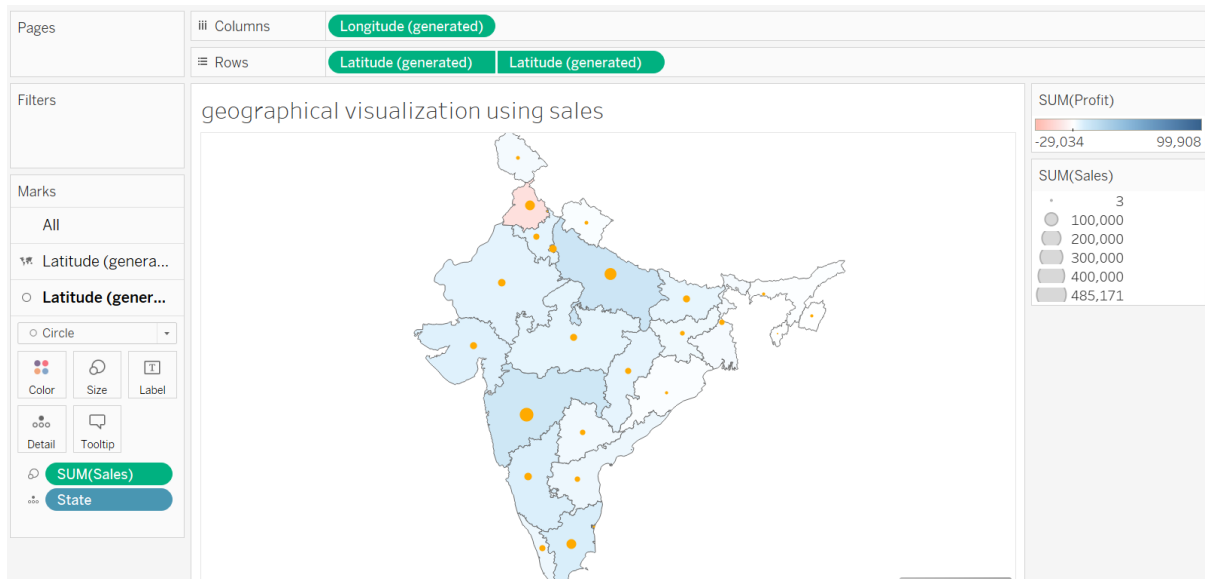 Pages
Columns
Longitude (generated)
Rows
Latitude (generated)
Latitude (generated)
Filters
geographical visualization using sales
Marks
All
Latitude (genera...
Latitude (gener...
Circle
Color
Size
T
Label
Detail
Tooltip
SUM(Sales)
State
SUM(Profit)
-29,034
99,908
SUM(Sales)
3
100,000
200,000
300,000
400,000
485,171